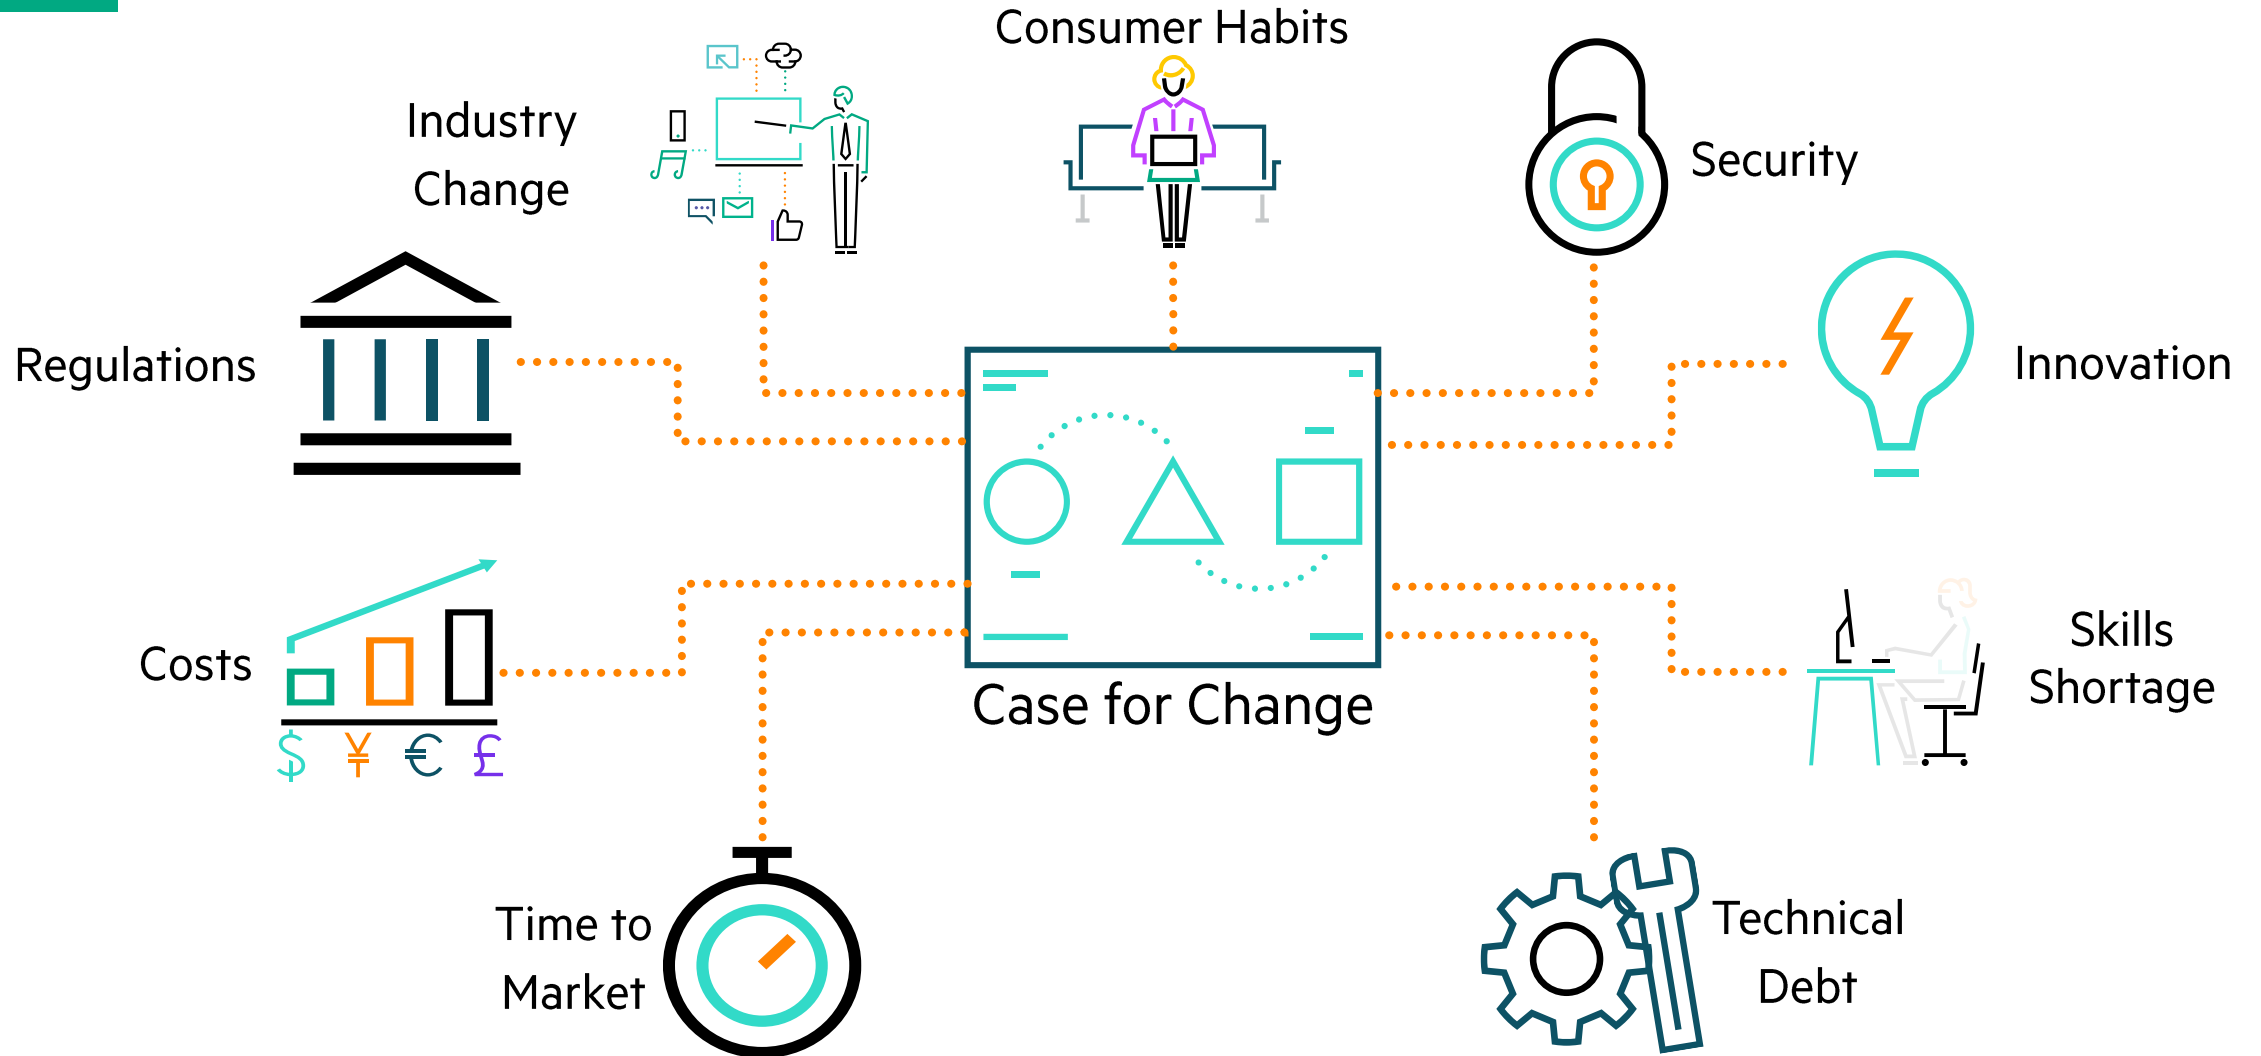 Consumer Habits
Industry
Change
Security
Regulations
Innovation
Costs
$ ¥ € £
Case for Change
Skills
Shortage
Time to
Market
Technical
Debt